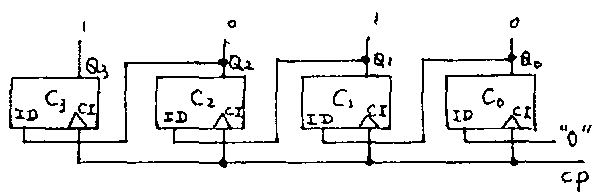 1 0 1 0
Q3 Q2 Q1 Q0
C3 C2 C1 C0
1D C1 1D C1 1D C1 1D C1
"0"
CP